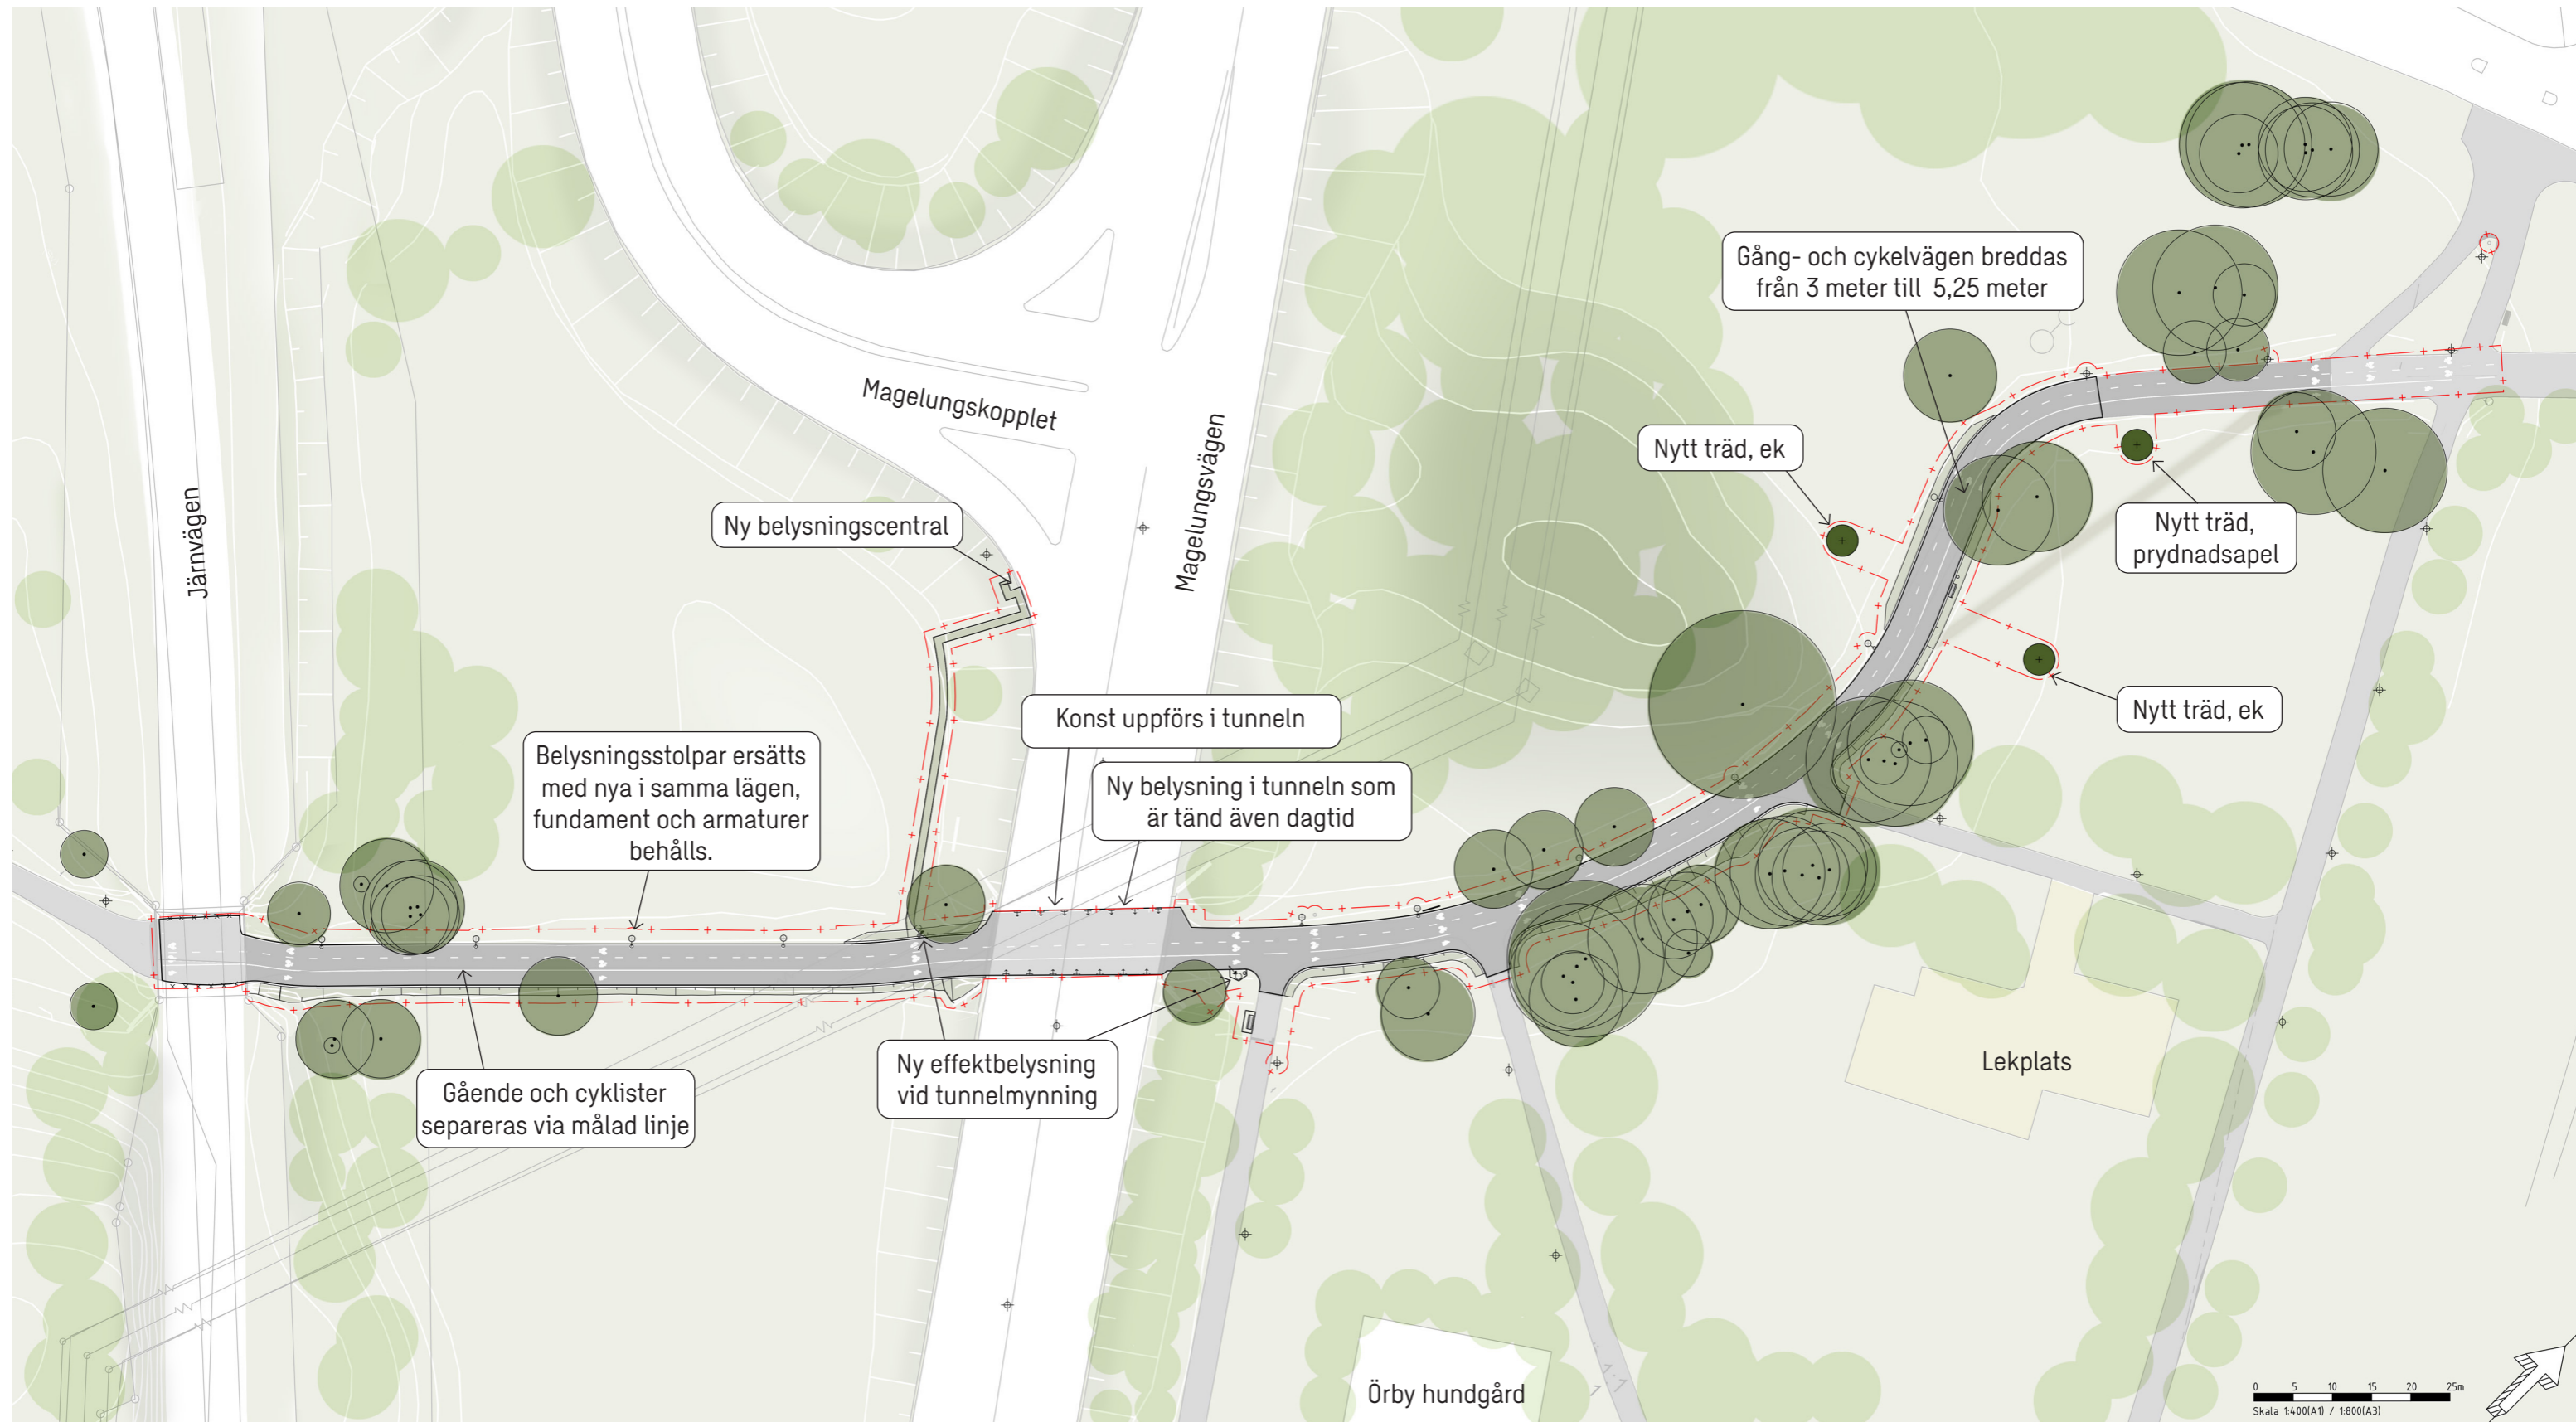 Gång- och cykelvägen breddas
från 3 meter till 5,25 meter
Magelungskopplet
Magelungsvägen
Nytt träd, ek
Järnvägen
Ny belysningscentral
Nytt träd,
prydnadsapel
Konst uppförs i tunneln
Nytt träd, ek
Belysningsstolpar ersätts
med nya i samma lägen,
fundament och armaturer
behålls.
Ny belysning i tunneln som
är tänd även dagtid
Ny effektbelysning
vid tunnelmynning
Gående och cyklister
separeras via målad linje
Lekplats
Örby hundgård
0 5 10 15 20 25m
Skala 1:400(A1) / 1:800(A3)